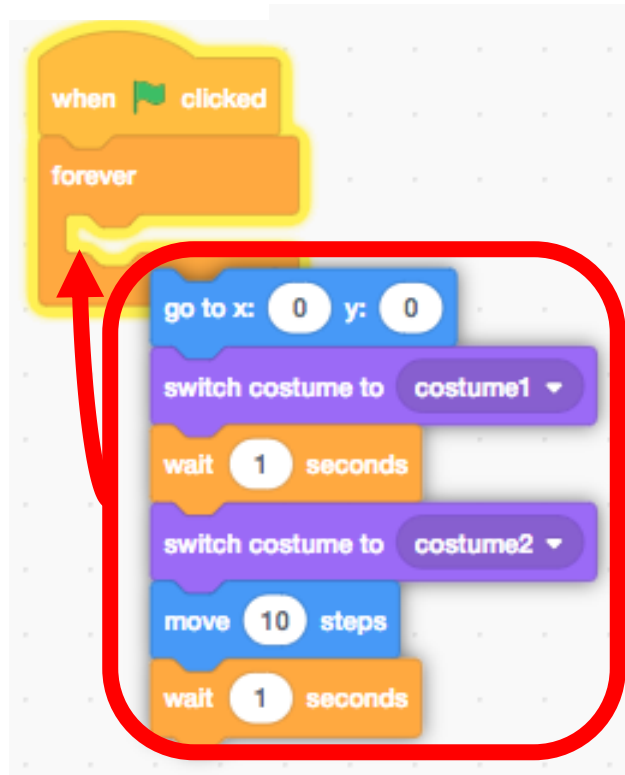 when clicked
forever
go to x: 0 y: 0
switch costume to costume1
wait 1 seconds
switch costume to costume2
move 10 steps
wait 1 seconds